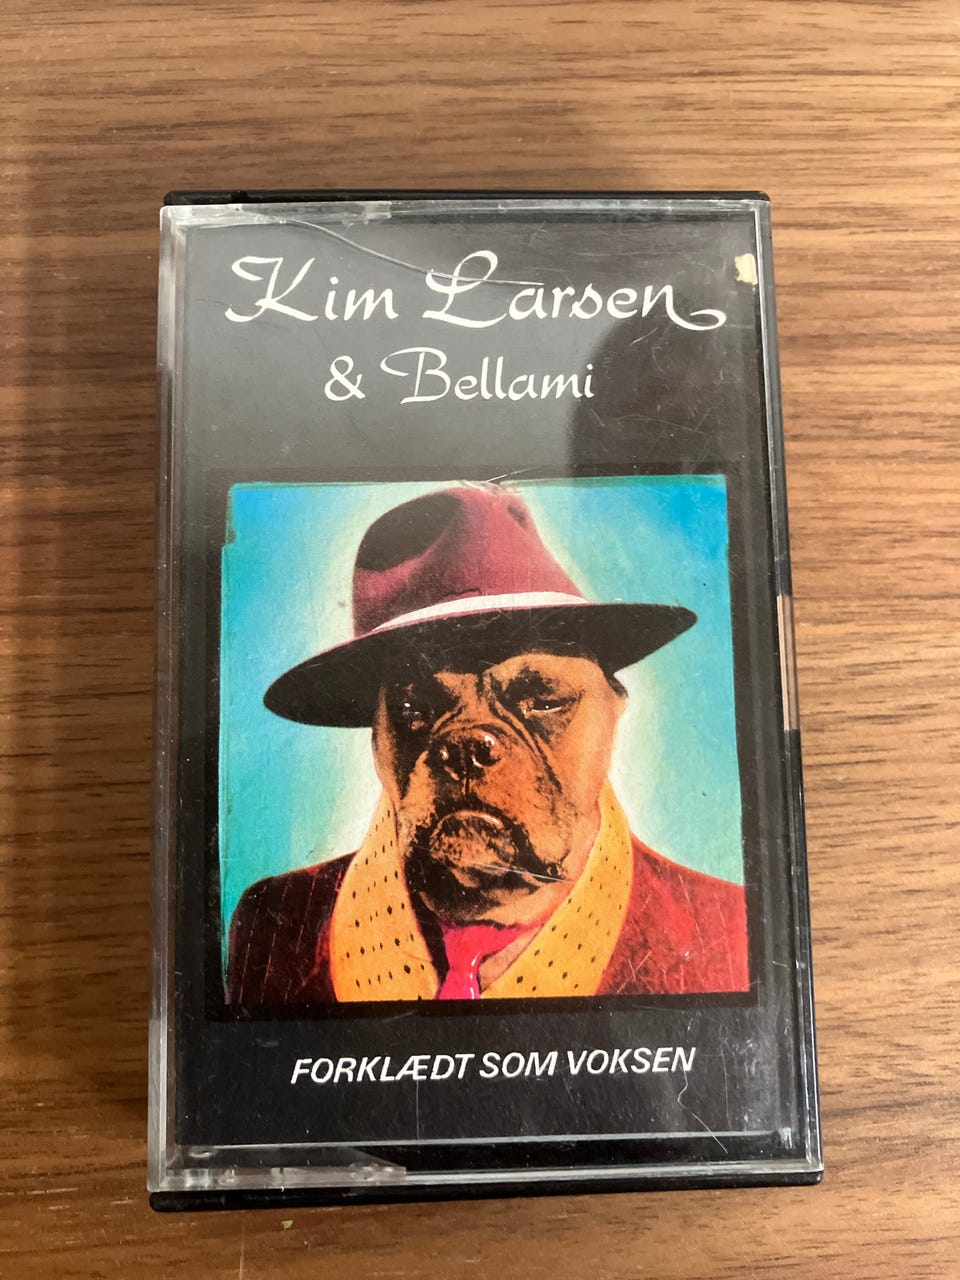 Kim Larsen
& Bellami
FORKLÆDT SOM VOKSEN